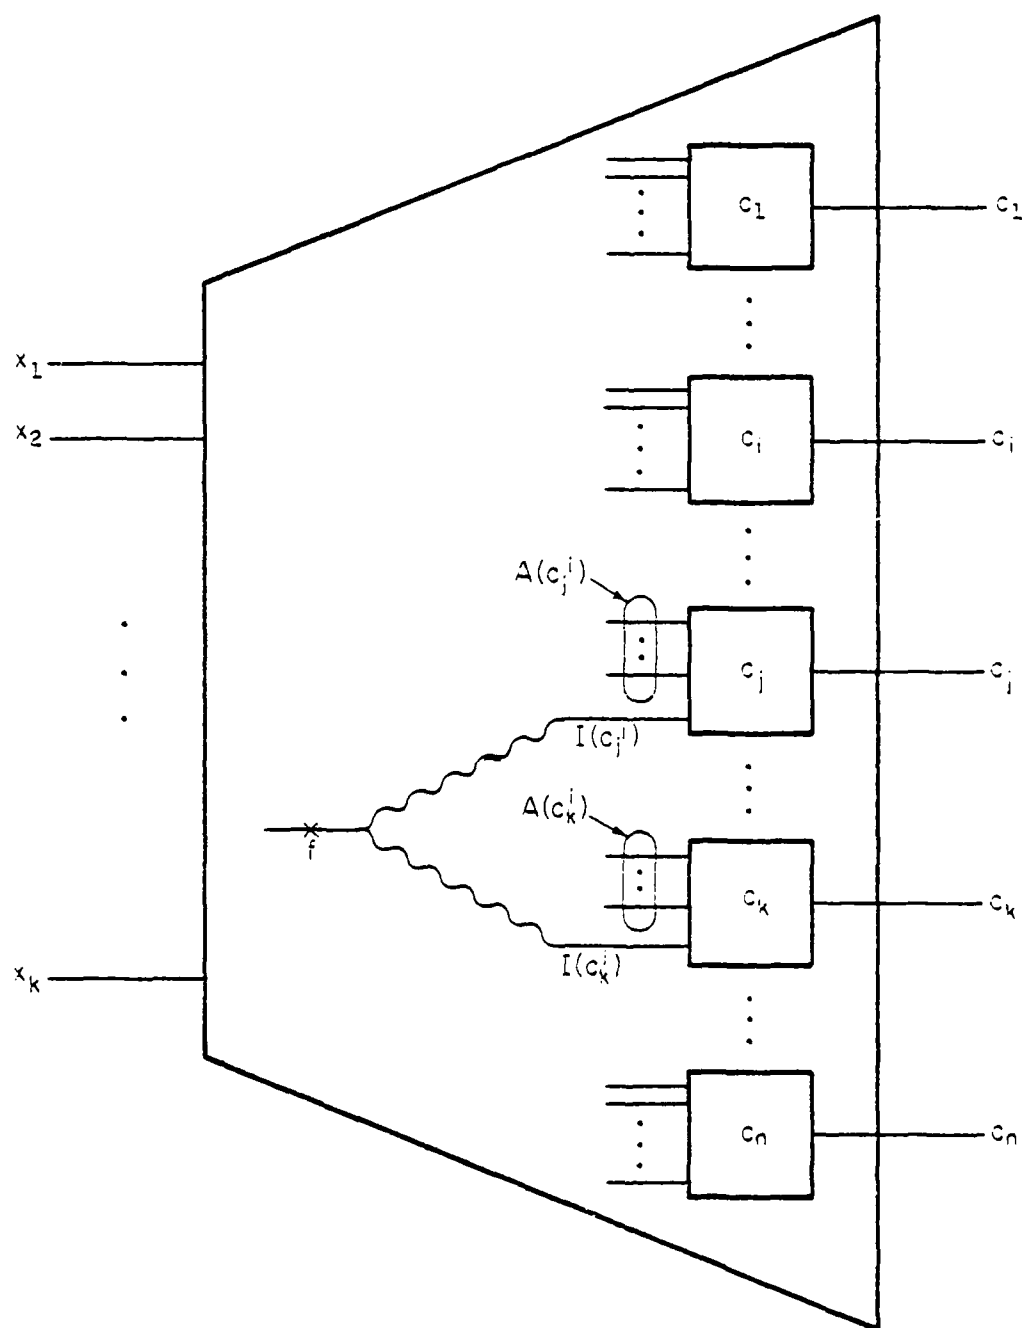 c₁ c₁
x₁
x₂
cᵢ cᵢ
A(cⱼⁱ)
cⱼ cⱼ
I(cⱼⁱ)
A(cₖⁱ)
f
cₖ cₖ
I(cₖⁱ)
xₖ
cₙ cₙ